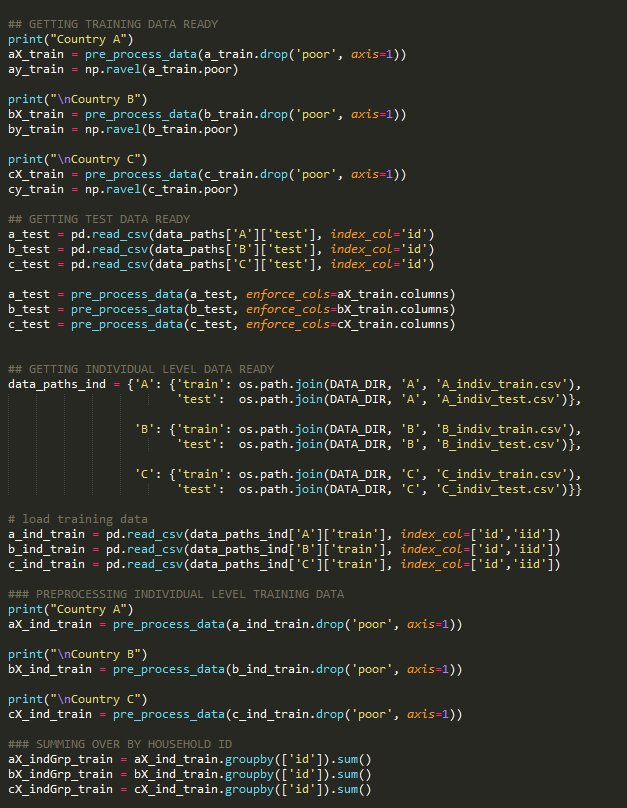 ## GETTING TRAINING DATA READY
print("Country A")
aX_train = pre_process_data(a_train.drop('poor', axis=1))
ay_train = np.ravel(a_train.poor)

print("\nCountry B")
bX_train = pre_process_data(b_train.drop('poor', axis=1))
by_train = np.ravel(b_train.poor)

print("\nCountry C")
cX_train = pre_process_data(c_train.drop('poor', axis=1))
cy_train = np.ravel(c_train.poor)

## GETTING TEST DATA READY
a_test = pd.read_csv(data_paths['A']['test'], index_col='id')
b_test = pd.read_csv(data_paths['B']['test'], index_col='id')
c_test = pd.read_csv(data_paths['C']['test'], index_col='id')

a_test = pre_process_data(a_test, enforce_cols=aX_train.columns)
b_test = pre_process_data(b_test, enforce_cols=bX_train.columns)
c_test = pre_process_data(c_test, enforce_cols=cX_train.columns)


## GETTING INDIVIDUAL LEVEL DATA READY
data_paths_ind = {'A': {'train': os.path.join(DATA_DIR, 'A', 'A_indiv_train.csv'),
                        'test':  os.path.join(DATA_DIR, 'A', 'A_indiv_test.csv')},

                  'B': {'train': os.path.join(DATA_DIR, 'B', 'B_indiv_train.csv'),
                        'test':  os.path.join(DATA_DIR, 'B', 'B_indiv_test.csv')},

                  'C': {'train': os.path.join(DATA_DIR, 'C', 'C_indiv_train.csv'),
                        'test':  os.path.join(DATA_DIR, 'C', 'C_indiv_test.csv')}}

# load training data
a_ind_train = pd.read_csv(data_paths_ind['A']['train'], index_col=['id','iid'])
b_ind_train = pd.read_csv(data_paths_ind['B']['train'], index_col=['id','iid'])
c_ind_train = pd.read_csv(data_paths_ind['C']['train'], index_col=['id','iid'])

### PREPROCESSING INDIVIDUAL LEVEL TRAINING DATA
print("Country A")
aX_ind_train = pre_process_data(a_ind_train.drop('poor', axis=1))

print("\nCountry B")
bX_ind_train = pre_process_data(b_ind_train.drop('poor', axis=1))

print("\nCountry C")
cX_ind_train = pre_process_data(c_ind_train.drop('poor', axis=1))

### SUMMING OVER BY HOUSEHOLD ID
aX_indGrp_train = aX_ind_train.groupby(['id']).sum()
bX_indGrp_train = bX_ind_train.groupby(['id']).sum()
cX_indGrp_train = cX_ind_train.groupby(['id']).sum()